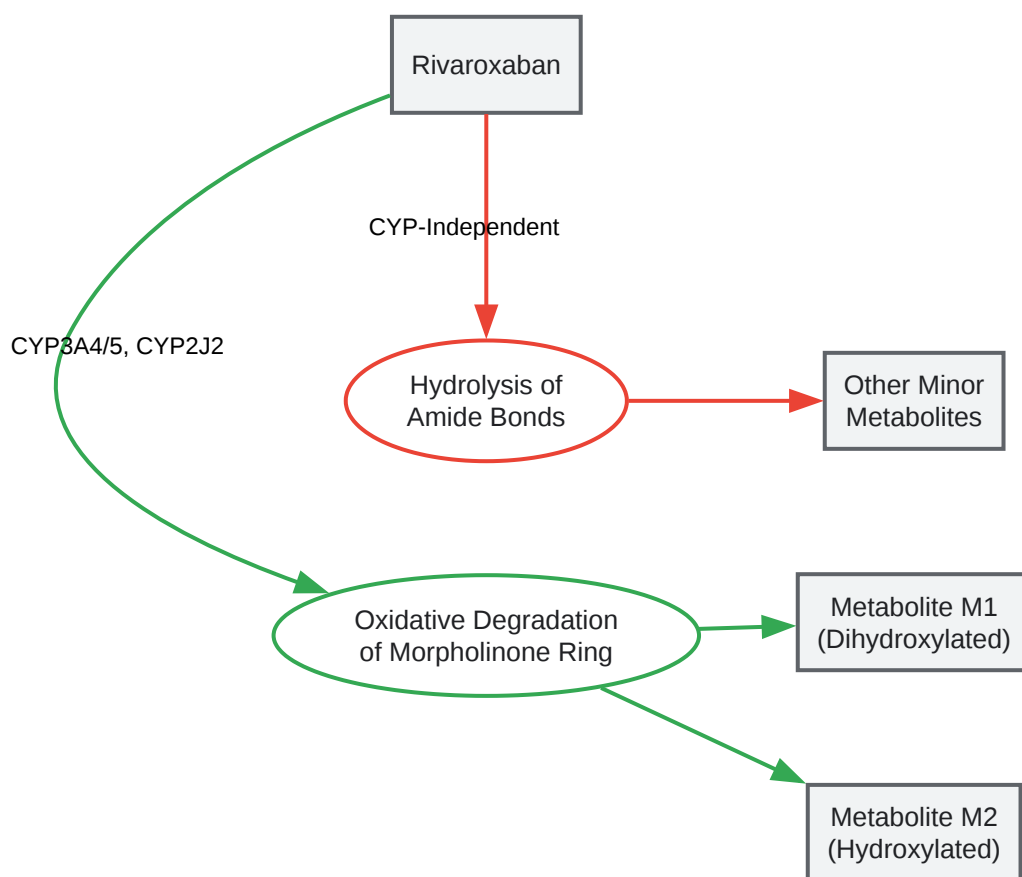 Rivaroxaban
CYP-Independent
CYP3A4/5, CYP2J2
Hydrolysis of
Amide Bonds
Other Minor
Metabolites
Oxidative Degradation
of Morpholinone Ring
Metabolite M1
(Dihydroxylated)
Metabolite M2
(Hydroxylated)